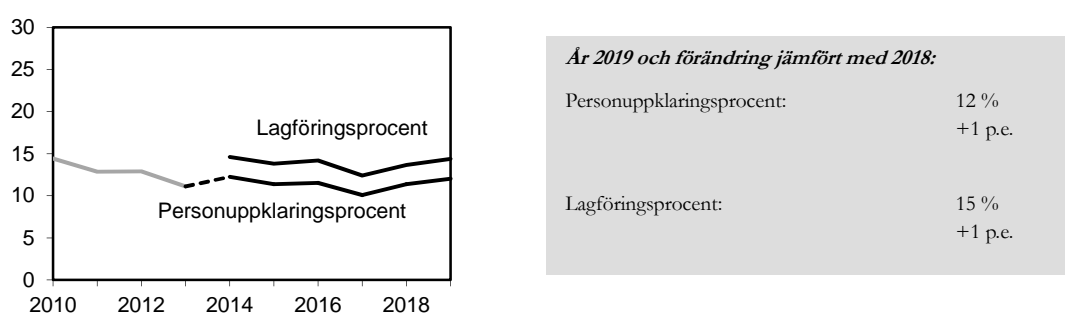 30
25
20
15
10
5
0
Lagföringsprocent
Personuppklaringsprocent
2010 2012 2014 2016 2018
År 2019 och förändring jämfört med 2018:
Personuppklaringsprocent: 12 %
+1 p.e.
Lagföringsprocent: 15 %
+1 p.e.